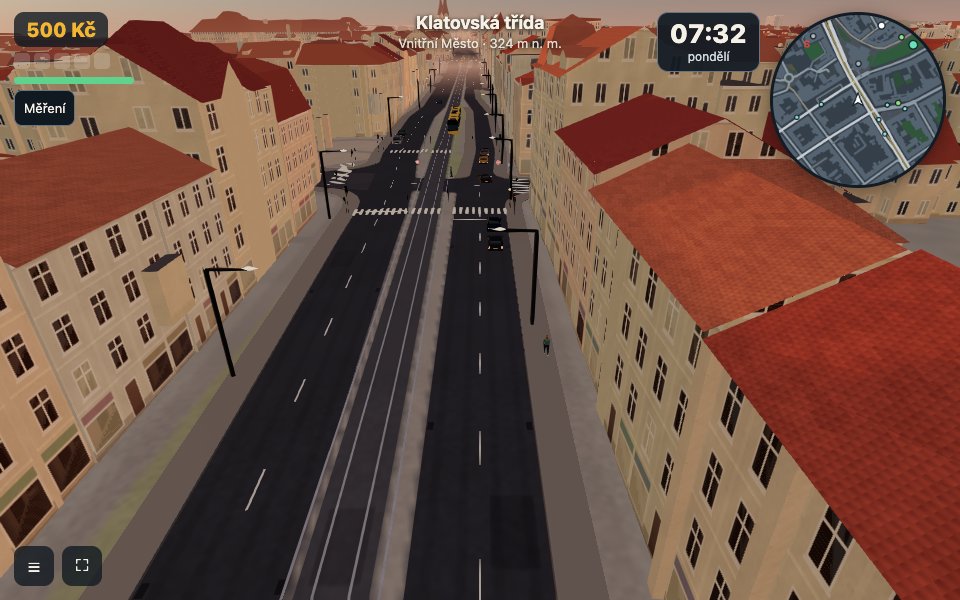 500 Kč
Klatovská třída
Vnitřní Město · 324 m n. m.
07:32
pondělí
Měření